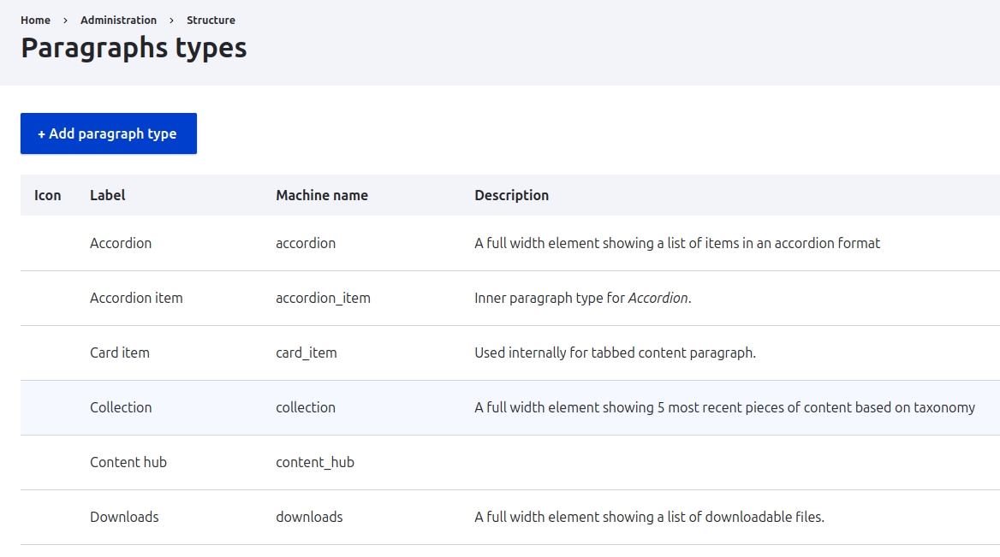 Home › Administration › Structure
Paragraphs types
+ Add paragraph type
Icon Label Machine name Description
Accordion accordion A full width element showing a list of items in an accordion format
Accordion item accordion_item Inner paragraph type for Accordion.
Card item card_item Used internally for tabbed content paragraph.
Collection collection A full width element showing 5 most recent pieces of content based on taxonomy
Content hub content_hub
Downloads downloads A full width element showing a list of downloadable files.